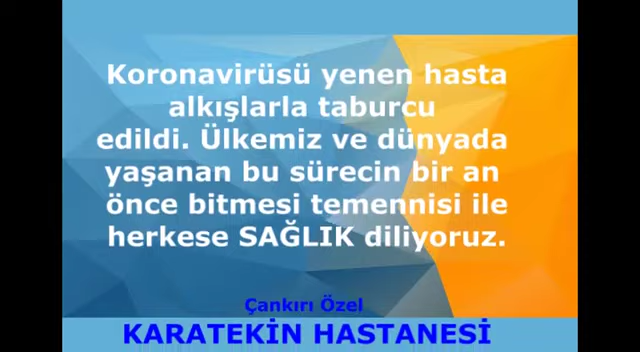 Koronavirüsü yenen hasta
alkışlarla taburcu
edildi. Ülkemiz ve dünyada
yaşanan bu sürecin bir an
önce bitmesi temennisi ile
herkese SAĞLIK diliyoruz.
Çankırı Özel
KARATEKİN HASTANESİ